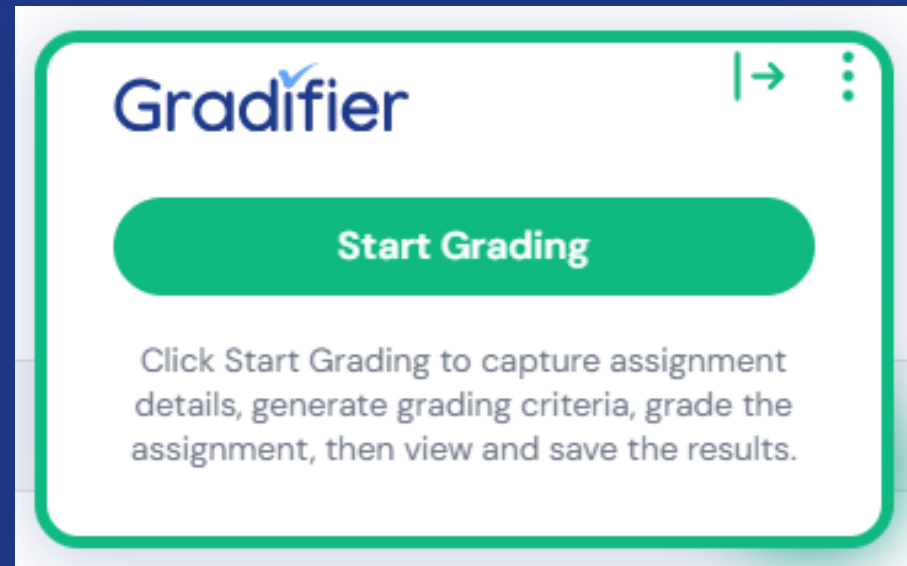 Gradifier
Start Grading
Click Start Grading to capture assignment
details, generate grading criteria, grade the
assignment, then view and save the results.